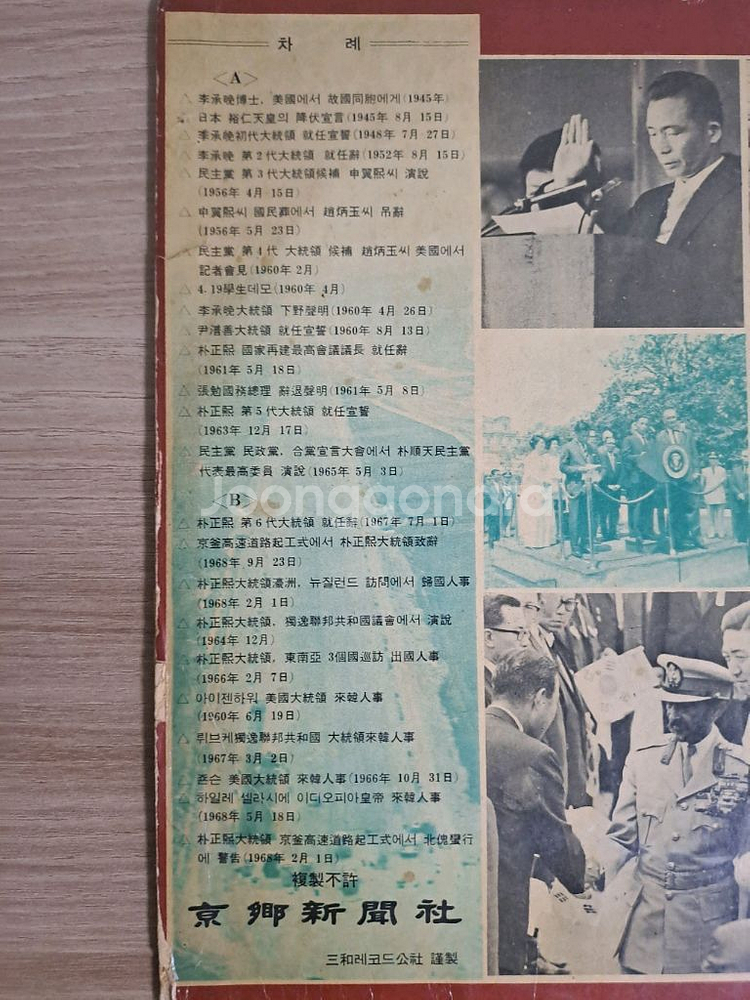 차 례
<A>
△ 李承晩博士, 美國에서 故國同胞에게(1945年)
△ 日本 裕仁天皇의 降伏宣言(1945年 8月 15日)
△ 李承晩初代大統領 就任宣誓(1948年 7月 27日)
△ 李承晩 第2代大統領 就任辭(1952年 8月 15日)
△ 民主黨 第3代大統領候補 申翼熙씨 演說
(1956年 4月 15日)
△ 申翼熙씨 國民葬에서 趙炳玉씨 吊辭
(1956年 5月 23日)
△ 民主黨 第4代 大統領 候補 趙炳玉씨 美國에서
記者會見(1960年 2月)
△ 4.19學生데모(1960年 4月)
△ 李承晩大統領 下野聲明(1960年 4月 26日)
△ 尹潽善大統領 就任宣誓(1960年 8月 13日)
△ 朴正熙 國家再建最高會議議長 就任辭
(1961年 5月 18日)
△ 張勉國務總理 辭退聲明(1961年 5月 8日)
△ 朴正熙 第5代大統領 就任宣誓
(1963年 12月 17日)
△ 民主黨 民政黨, 合黨宣言大會에서 朴順天民主黨
代表最高委員 演說(1965年 5月 3日)
<B>
Joonggonara
△ 朴正熙 第6代大統領 就任辭(1967年 7月 1日)
△ 京釜高速道路起工式에서 朴正熙大統領致辭
(1968年 9月 23日)
△ 朴正熙大統領濠洲, 뉴질런드 訪問에서 歸國人事
(1968年 2月 1日)
△ 朴正熙大統領, 獨逸聯邦共和國議會에서 演說
(1964年 12月)
△ 朴正熙大統領, 東南亞 3個國巡訪 出國人事
(1966年 2月 7日)
△ 아이젠하워 美國大統領 來韓人事
(1960年 6月 19日)
△ 뤼브케獨逸聯邦共和國 大統領來韓人事
(1967年 3月 2日)
△ 죤슨 美國大統領 來韓人事(1966年 10月 31日)
△ 하일레 셀라시에 이디오피아皇帝 來韓人事
(1968年 5月 18日)
△ 朴正熙大統領 京釜高速道路起工式에서 北傀蠻行
에 警告(1968年 2月 1日)
複製不許
京鄕新聞社
三和레코드公社 謹製